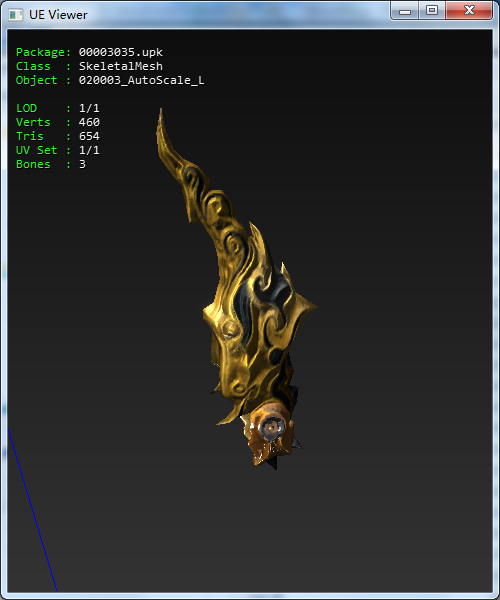 UE Viewer
Package: 00003035.upk
Class  : SkeletalMesh
Object : 020003_AutoScale_L
LOD    : 1/1
Verts  : 460
Tris   : 654
UV Set : 1/1
Bones  : 3